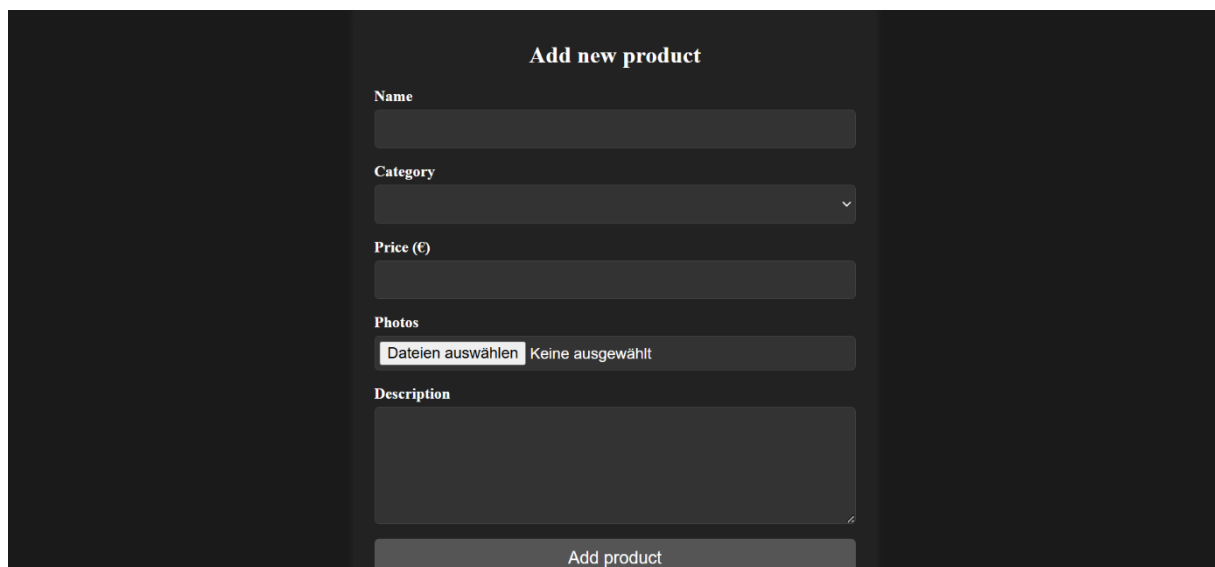 Add new product
Name
Category
Price (€)
Photos
Dateien auswählen Keine ausgewählt
Description
Add product